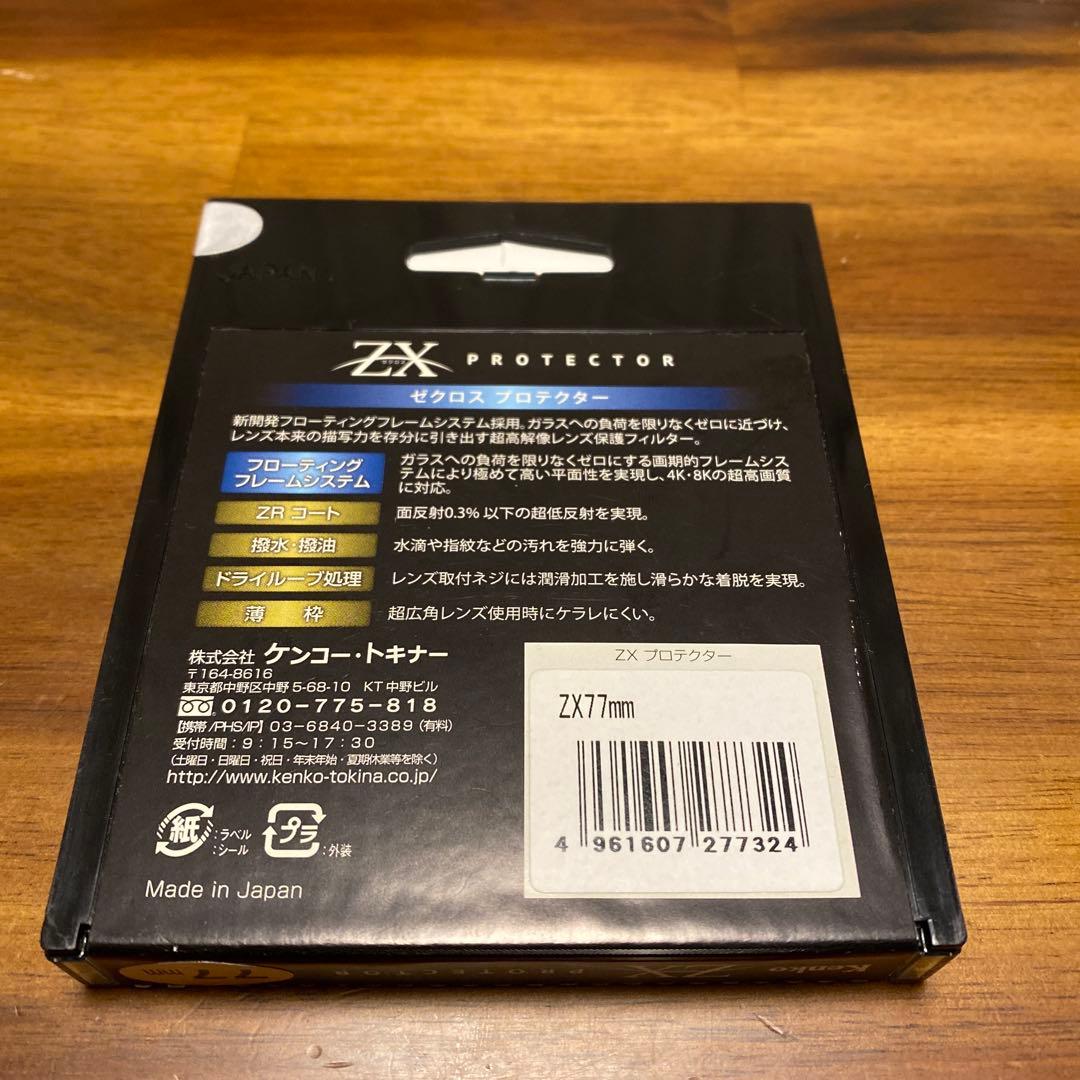 JAPAN
ZX PROTECTOR
ゼクロス
ゼクロス プロテクター
新開発フローティングフレームシステム採用。ガラスへの負荷を限りなくゼロに近づけ、
レンズ本来の描写力を存分に引き出す超高解像レンズ保護フィルター。
フローティング
フレームシステム
ガラスへの負荷を限りなくゼロにする画期的フレームシス
テムにより極めて高い平面性を実現し、4K・8Kの超高画質
に対応。
ZR コート
面反射0.3% 以下の超低反射を実現。
撥水・撥油
水滴や指紋などの汚れを強力に弾く。
ドライルーブ処理
レンズ取付ネジには潤滑加工を施し滑らかな着脱を実現。
薄 枠
超広角レンズ使用時にケラレにくい。
株式会社 ケンコー・トキナー
〒164-8616
東京都中野区中野 5-68-10 KT 中野ビル
0120-775-818
【携帯/PHS/IP】03-6840-3389(有料)
受付時間:9:15~17:30
(土曜日・日曜日・祝日・年末年始・夏期休業等を除く)
http://www.kenko-tokina.co.jp/
紙 :ラベル
:シール
プラ :外装
Made in Japan
ZX プロテクター
ZX77mm
4 961607 277324
77mm
ZX PROTECTOR
Kenko